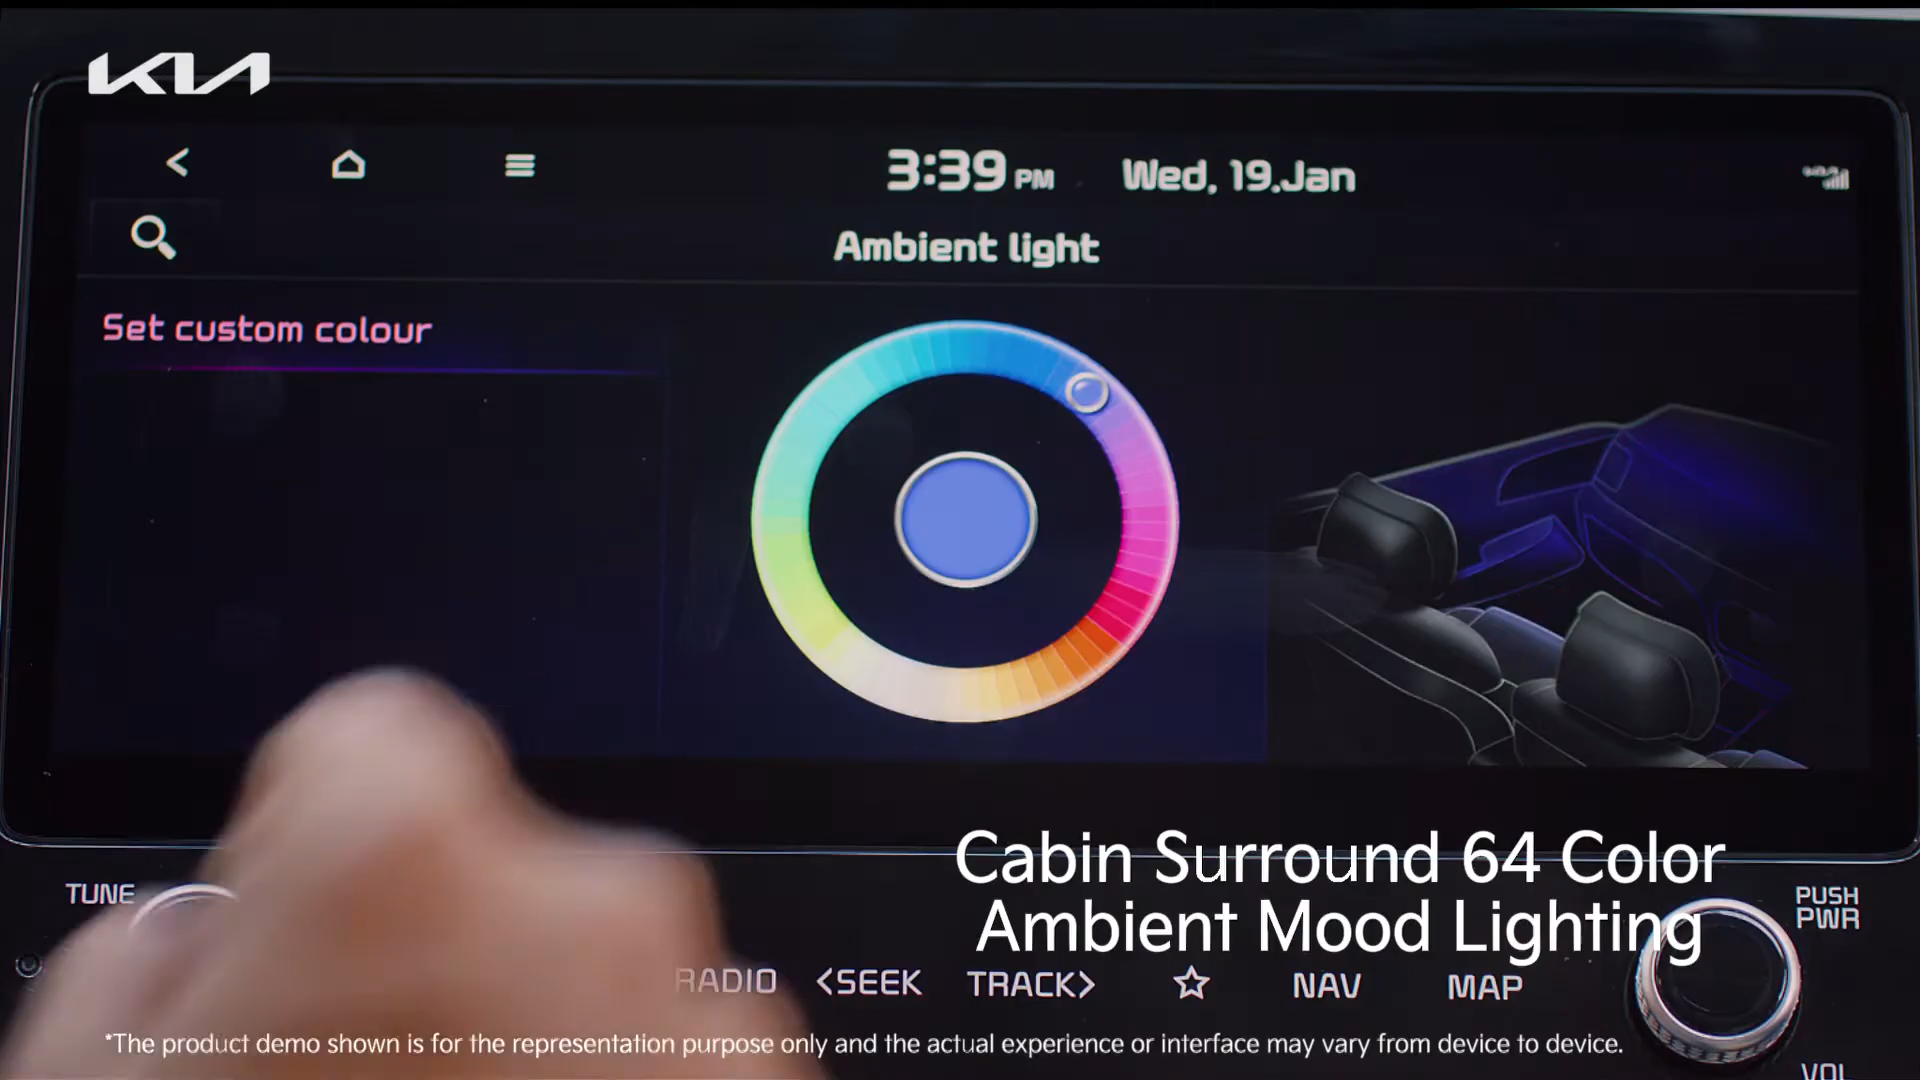 KIA
3:39 PM Wed, 19.Jan
Ambient light
Set custom colour
Cabin Surround 64 Color
Ambient Mood Lighting
TUNE
PUSH
PWR
RADIO <SEEK TRACK> ☆ NAV MAP
*The product demo shown is for the representation purpose only and the actual experience or interface may vary from device to device.
VOL